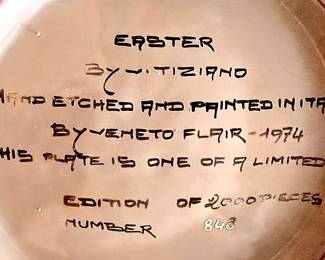 EASTER
By V. TIZIANO
HAND ETCHED AND PAINTED IN ITA
By VENETO FLAIR - 1974
HIS PLATE IS ONE OF A LIMITED
EDITION OF 2000 PIECES
NUMBER 843